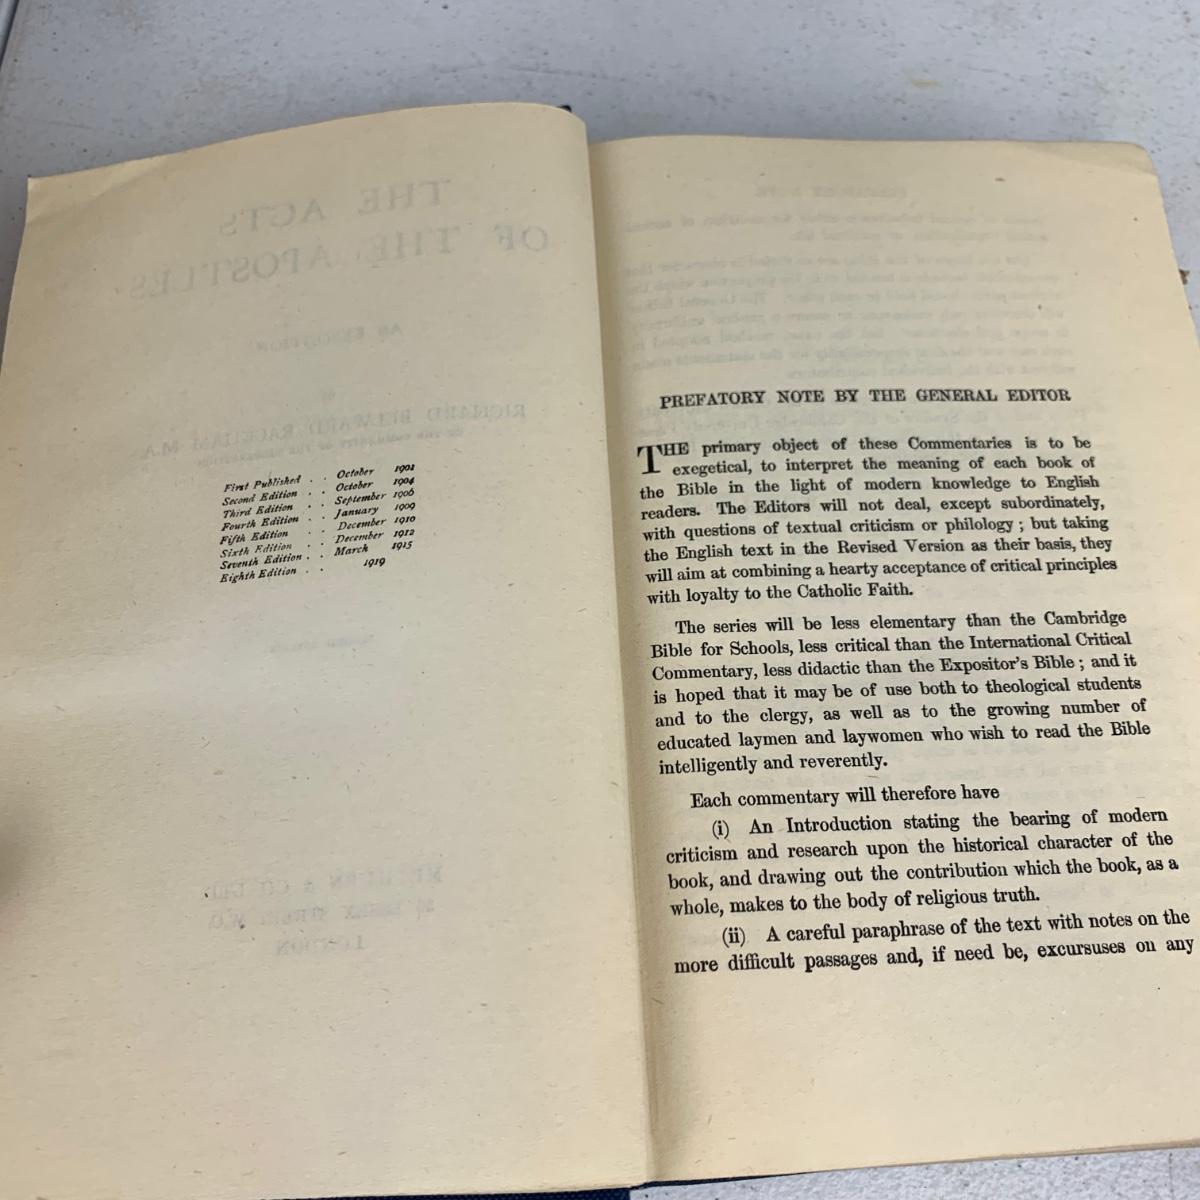 First Published . . October 1901
Second Edition . . October 1904
Third Edition . . September 1906
Fourth Edition . . January 1909
Fifth Edition . . December 1910
Sixth Edition . . December 1912
Seventh Edition . . March 1915
Eighth Edition . . 1919
PREFATORY NOTE BY THE GENERAL EDITOR
THE primary object of these Commentaries is to be
exegetical, to interpret the meaning of each book of
the Bible in the light of modern knowledge to English
readers. The Editors will not deal, except subordinately,
with questions of textual criticism or philology ; but taking
the English text in the Revised Version as their basis, they
will aim at combining a hearty acceptance of critical principles
with loyalty to the Catholic Faith.
The series will be less elementary than the Cambridge
Bible for Schools, less critical than the International Critical
Commentary, less didactic than the Expositor's Bible ; and it
is hoped that it may be of use both to theological students
and to the clergy, as well as to the growing number of
educated laymen and laywomen who wish to read the Bible
intelligently and reverently.
Each commentary will therefore have
(i) An Introduction stating the bearing of modern
criticism and research upon the historical character of the
book, and drawing out the contribution which the book, as a
whole, makes to the body of religious truth.
(ii) A careful paraphrase of the text with notes on the
more difficult passages and, if need be, excursuses on any